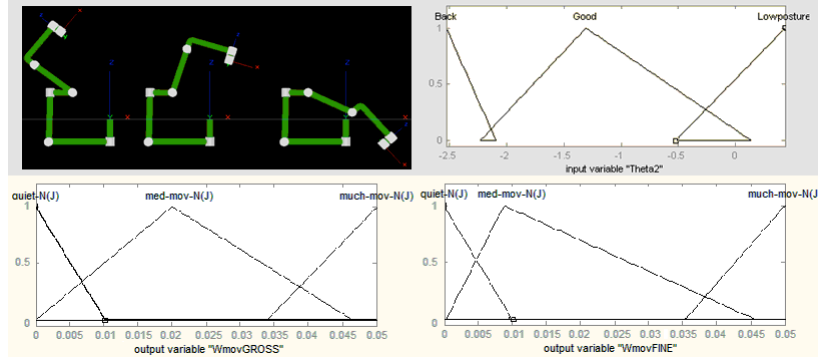 Back Good Lowposture
1
0.5
0
-2.5 -2 -1.5 -1 -0.5 0
input variable "Theta2"
quiet-N(J) med-mov-N(J) much-mov-N(J)
1
0.5
0
0 0.005 0.01 0.015 0.02 0.025 0.03 0.035 0.04 0.045 0.05
output variable "WmovGROSS"
quiet-N(J) med-mov-N(J) much-mov-N(J
1
0.5
0
0 0.005 0.01 0.015 0.02 0.025 0.03 0.035 0.04 0.045 0.05
output variable "WmovFINE"